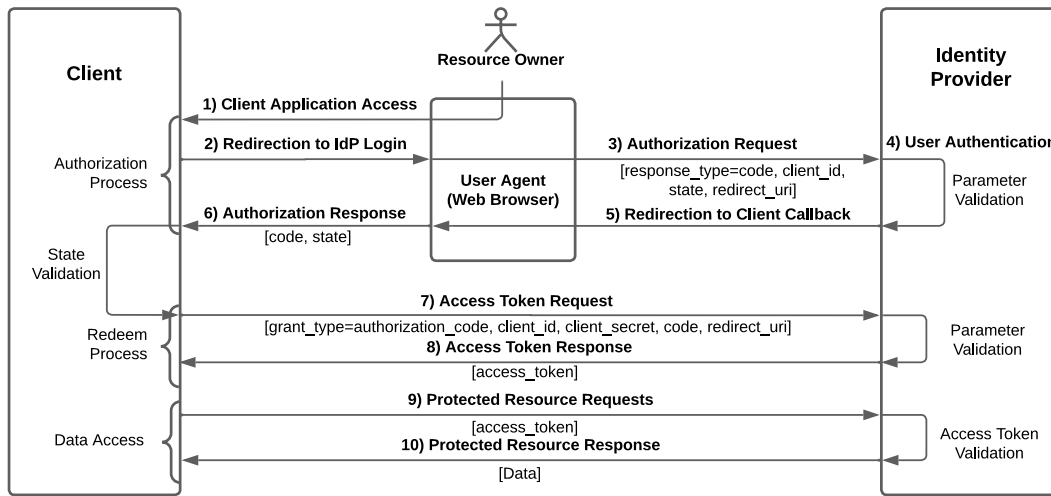 Resource Owner
Client
Identity
Provider
1) Client Application Access
2) Redirection to IdP Login
3) Authorization Request
4) User Authentication
Authorization
Process
User Agent
(Web Browser)
[response_type=code, client_id,
state, redirect_uri]
Parameter
Validation
6) Authorization Response
5) Redirection to Client Callback
[code, state]
State
Validation
7) Access Token Request
Redeem
Process
[grant_type=authorization_code, client_id, client_secret, code, redirect_uri]
Parameter
Validation
8) Access Token Response
[access_token]
9) Protected Resource Requests
Data Access
[access_token]
Access Token
Validation
10) Protected Resource Response
[Data]